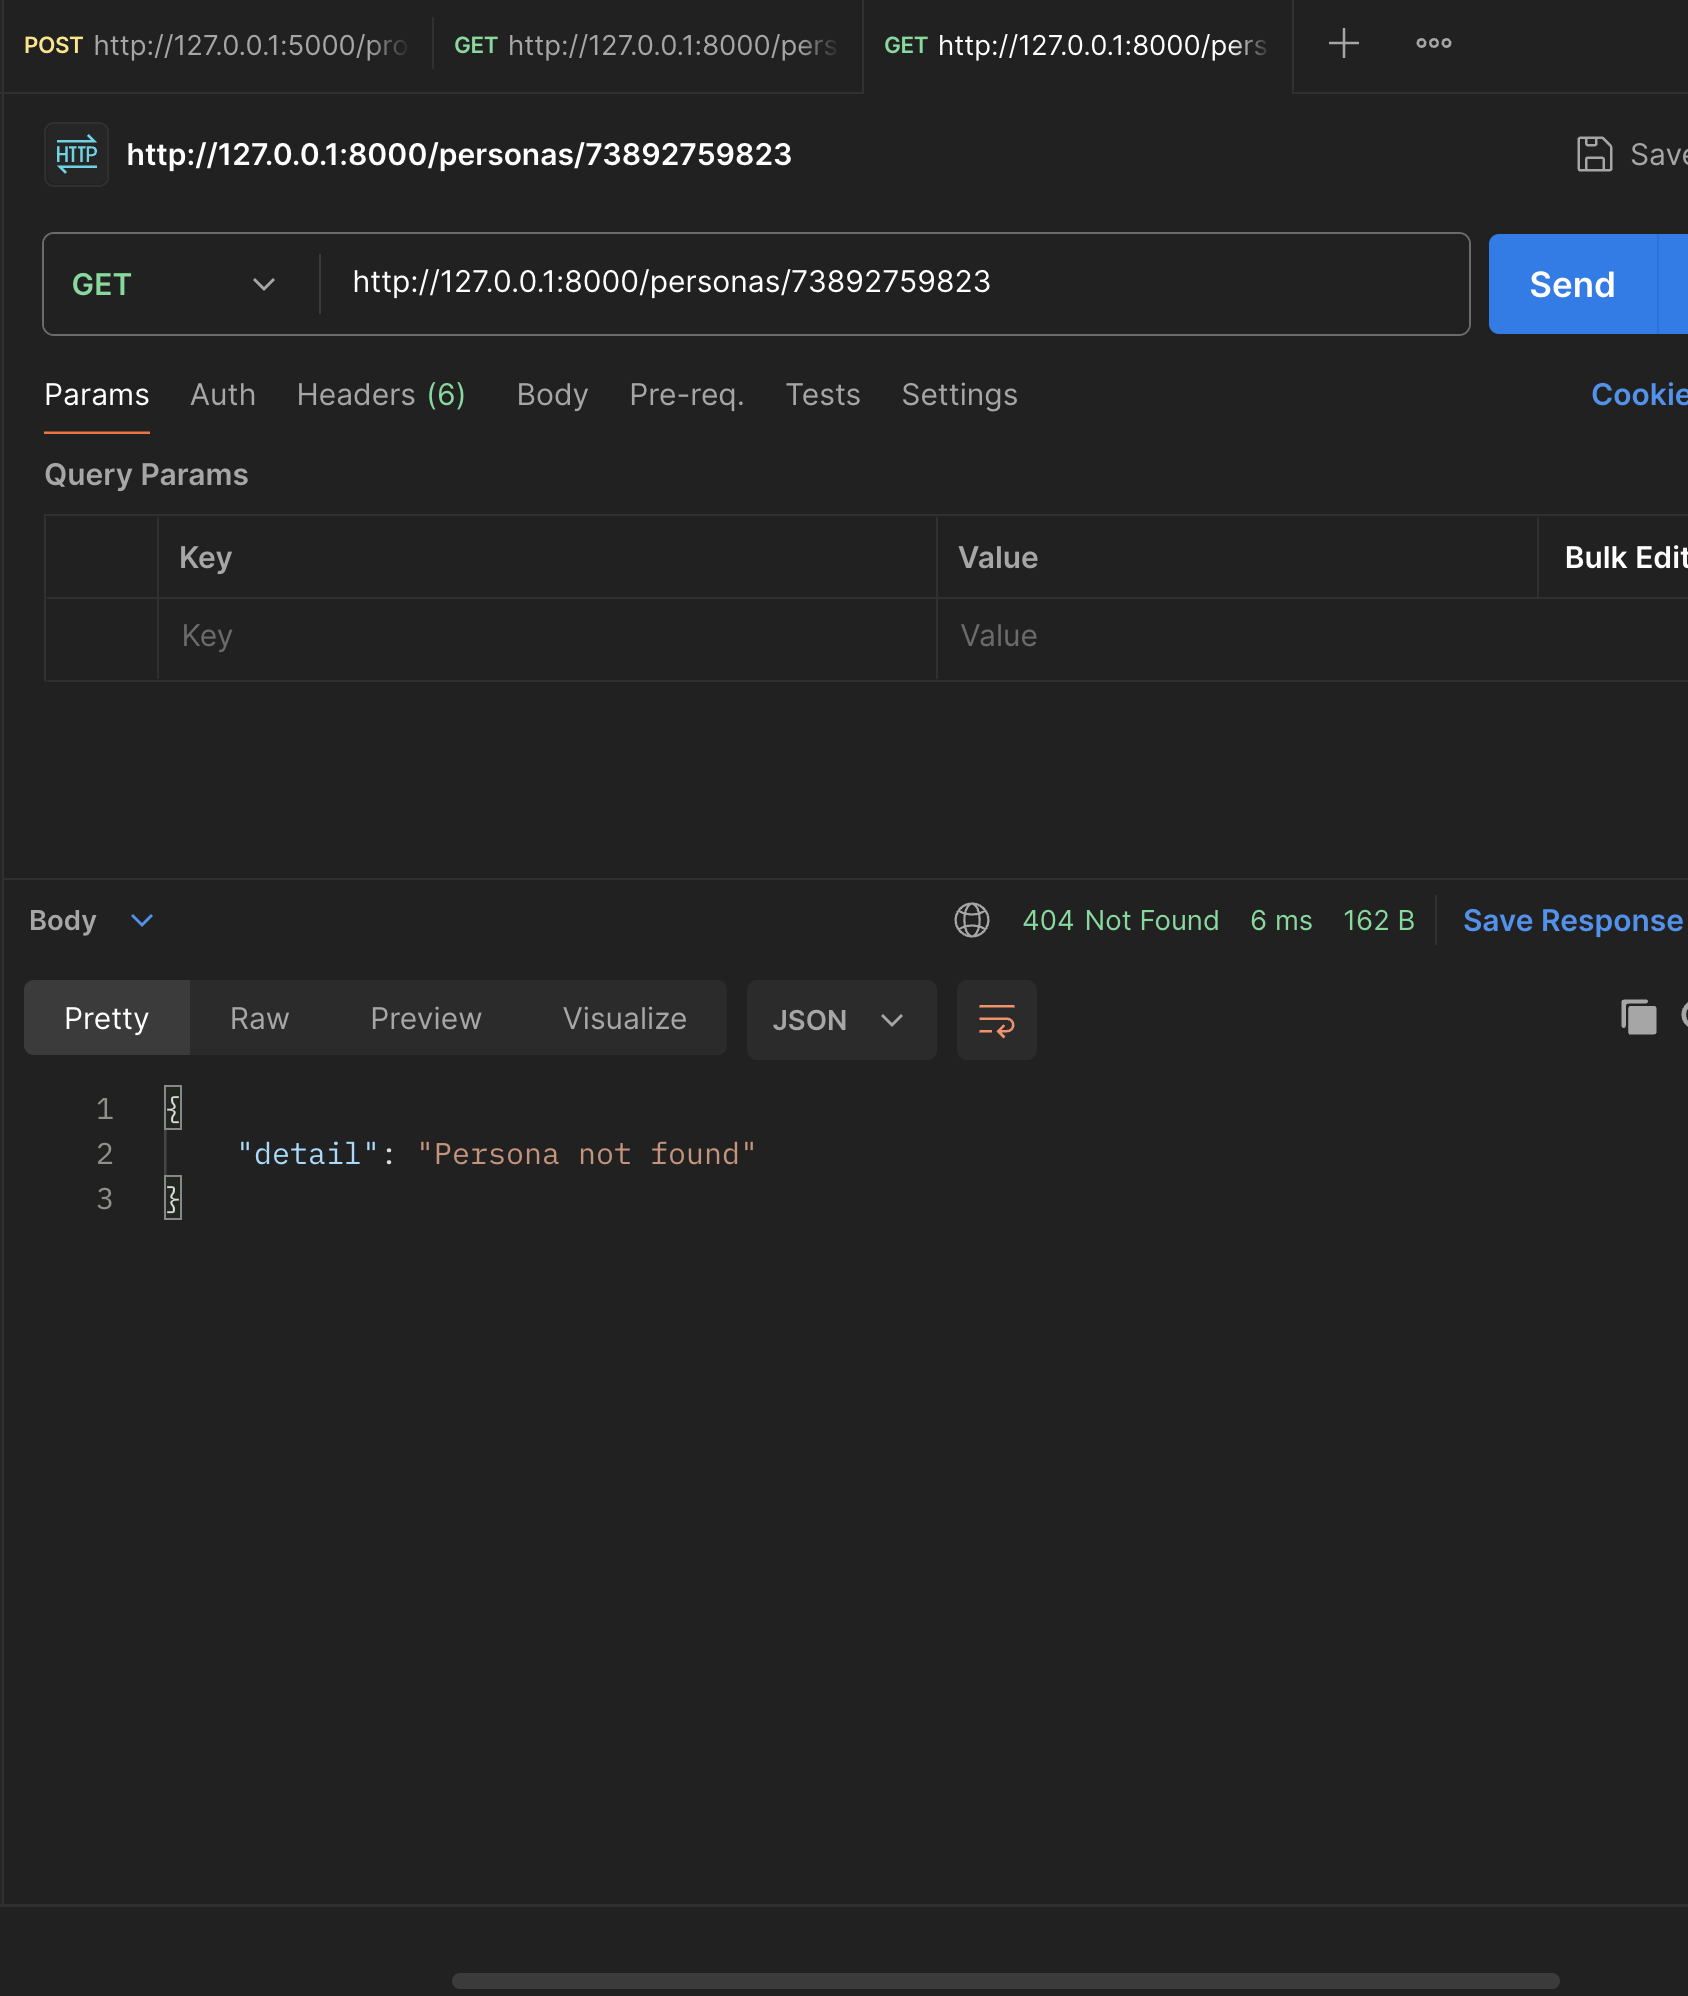 POST http://127.0.0.1:5000/pro
GET http://127.0.0.1:8000/pers
GET http://127.0.0.1:8000/pers
HTTP http://127.0.0.1:8000/personas/73892759823
Save
GET http://127.0.0.1:8000/personas/73892759823 Send
Params Auth Headers (6) Body Pre-req. Tests Settings Cookie
Query Params
Key Value Bulk Edit
Key Value
Body 404 Not Found 6 ms 162 B Save Response
Pretty Raw Preview Visualize JSON
1 {
2 "detail": "Persona not found"
3 }